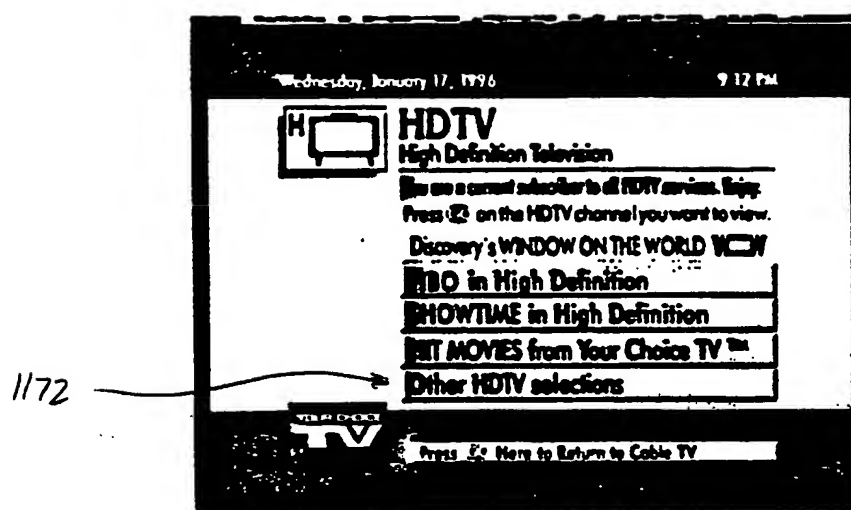 Wednesday, January 17, 1996 9:12 PM
H
HDTV
High Definition Television
You are a current subscriber to all HDTV services. Enjoy.
Press on the HDTV channel you want to view.
Discovery's WINDOW ON THE WORLD
HBO in High Definition
SHOWTIME in High Definition
HIT MOVIES from Your Choice TV ™
Other HDTV selections
1172
TV
Press Here to Return to Cable TV